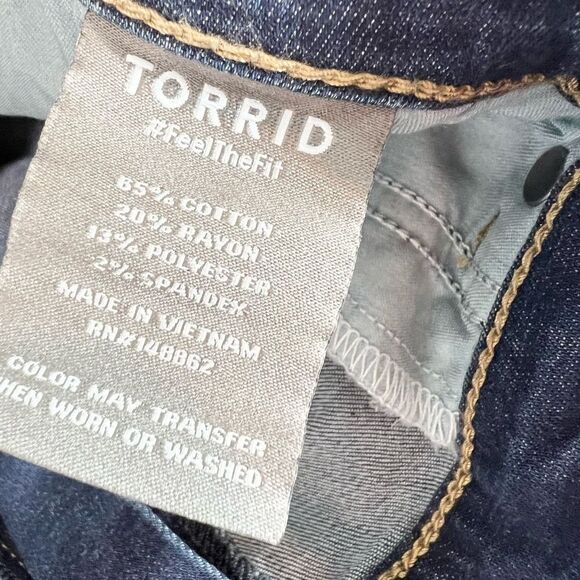 TORRID
#FeelTheFit
65% COTTON
20% RAYON
13% POLYESTER
2% SPANDEX
MADE IN VIETNAM
RN#148862
COLOR MAY TRANSFER
WHEN WORN OR WASHED